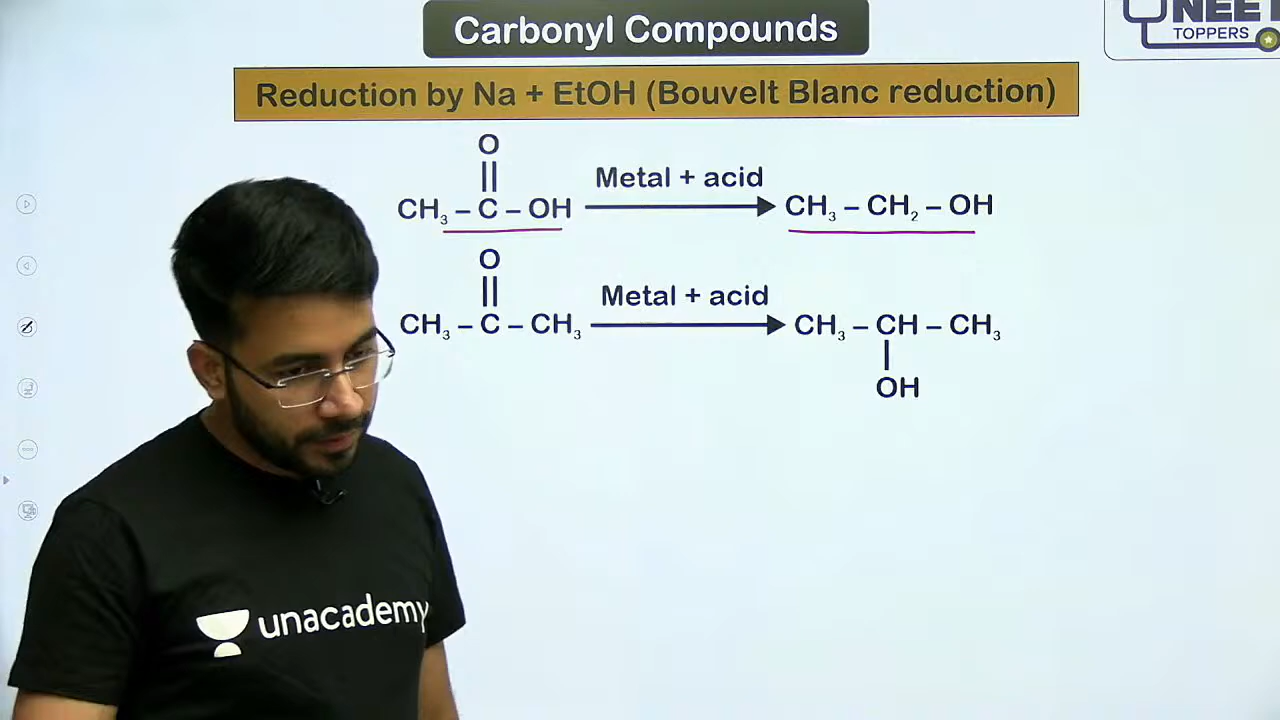 Carbonyl Compounds
NEET
TOPPERS
Reduction by Na + EtOH (Bouvelt Blanc reduction)
O
||
CH₃ – C – OH Metal + acid CH₃ – CH₂ – OH
O
||
CH₃ – C – CH₃ Metal + acid CH₃ – CH – CH₃
|
OH
unacademy